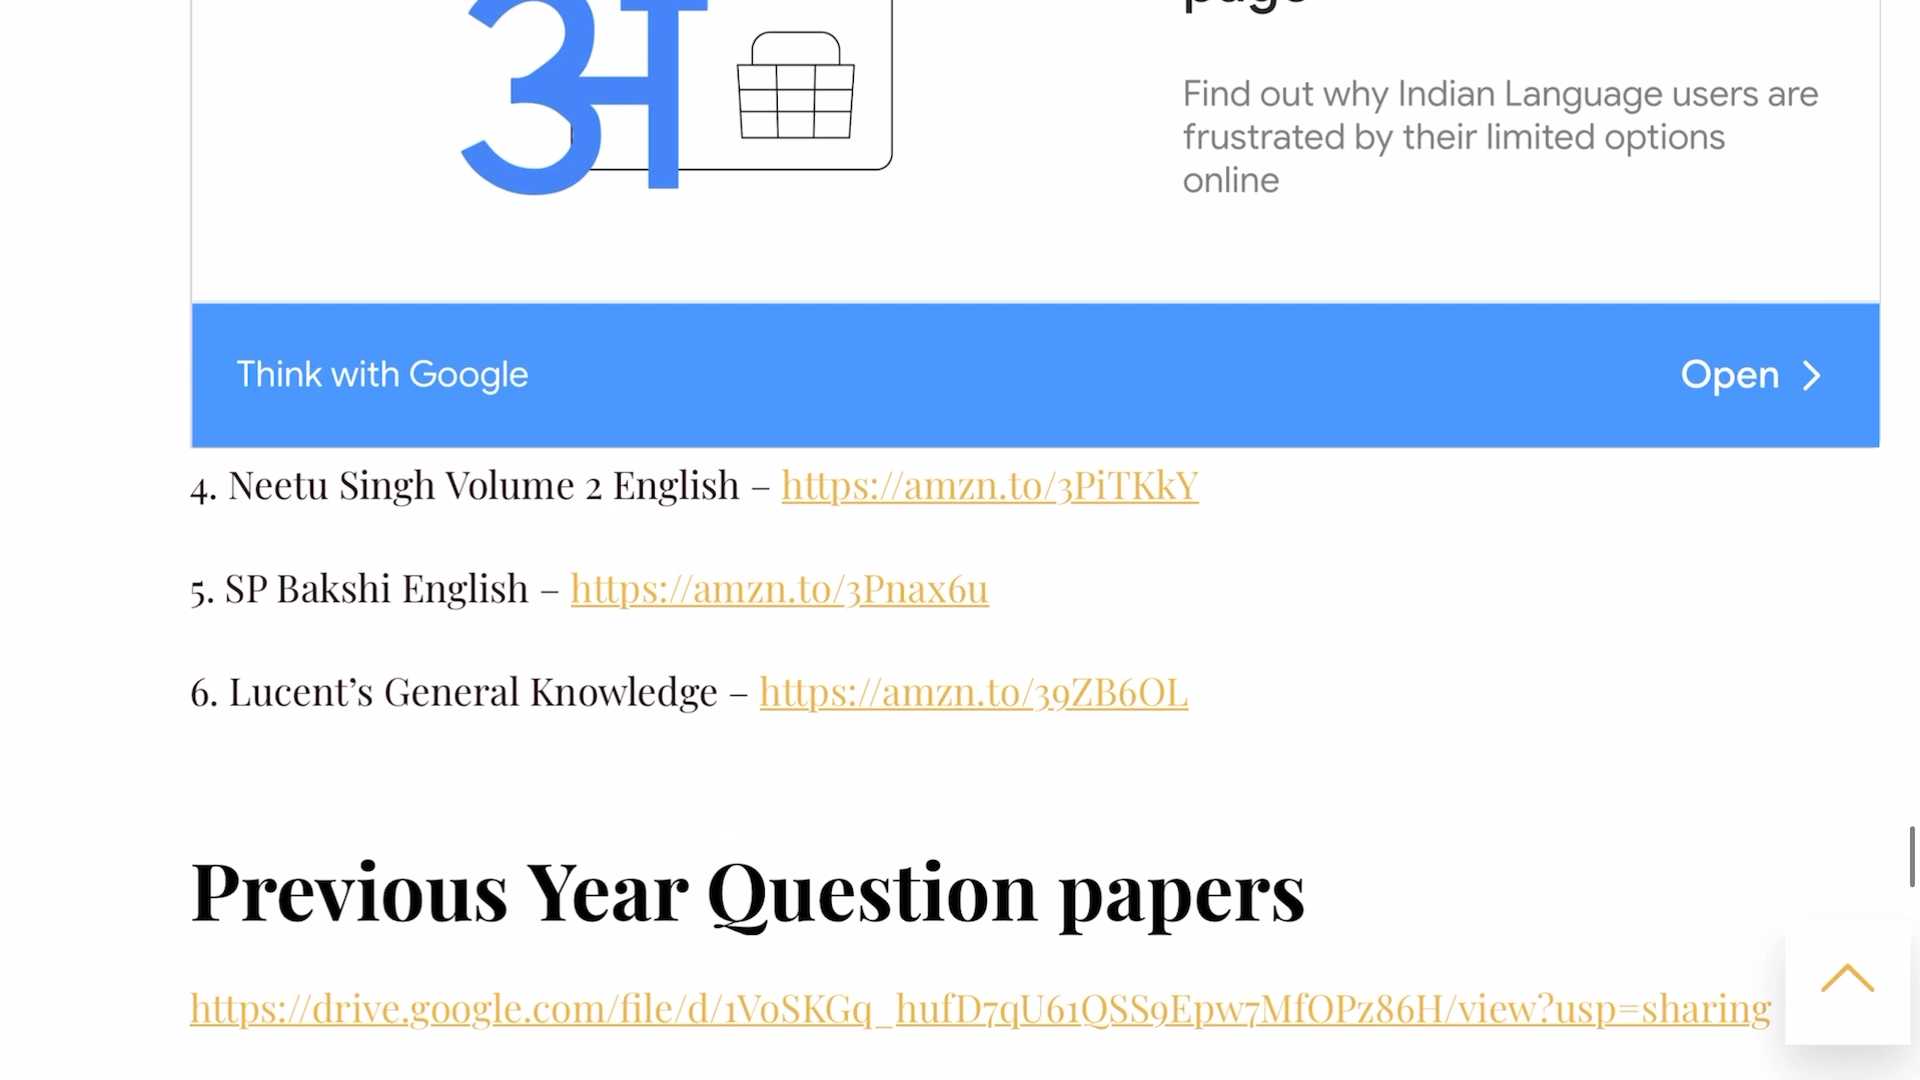 अ
Find out why Indian Language users are
frustrated by their limited options
online
Think with Google
Open
4. Neetu Singh Volume 2 English – https://amzn.to/3PiTKkY
5. SP Bakshi English – https://amzn.to/3Pnax6u
6. Lucent’s General Knowledge – https://amzn.to/39ZB6OL
Previous Year Question papers
https://drive.google.com/file/d/1VoSKGq_hufD7qU61QSS9Epw7MfOPz86H/view?usp=sharing